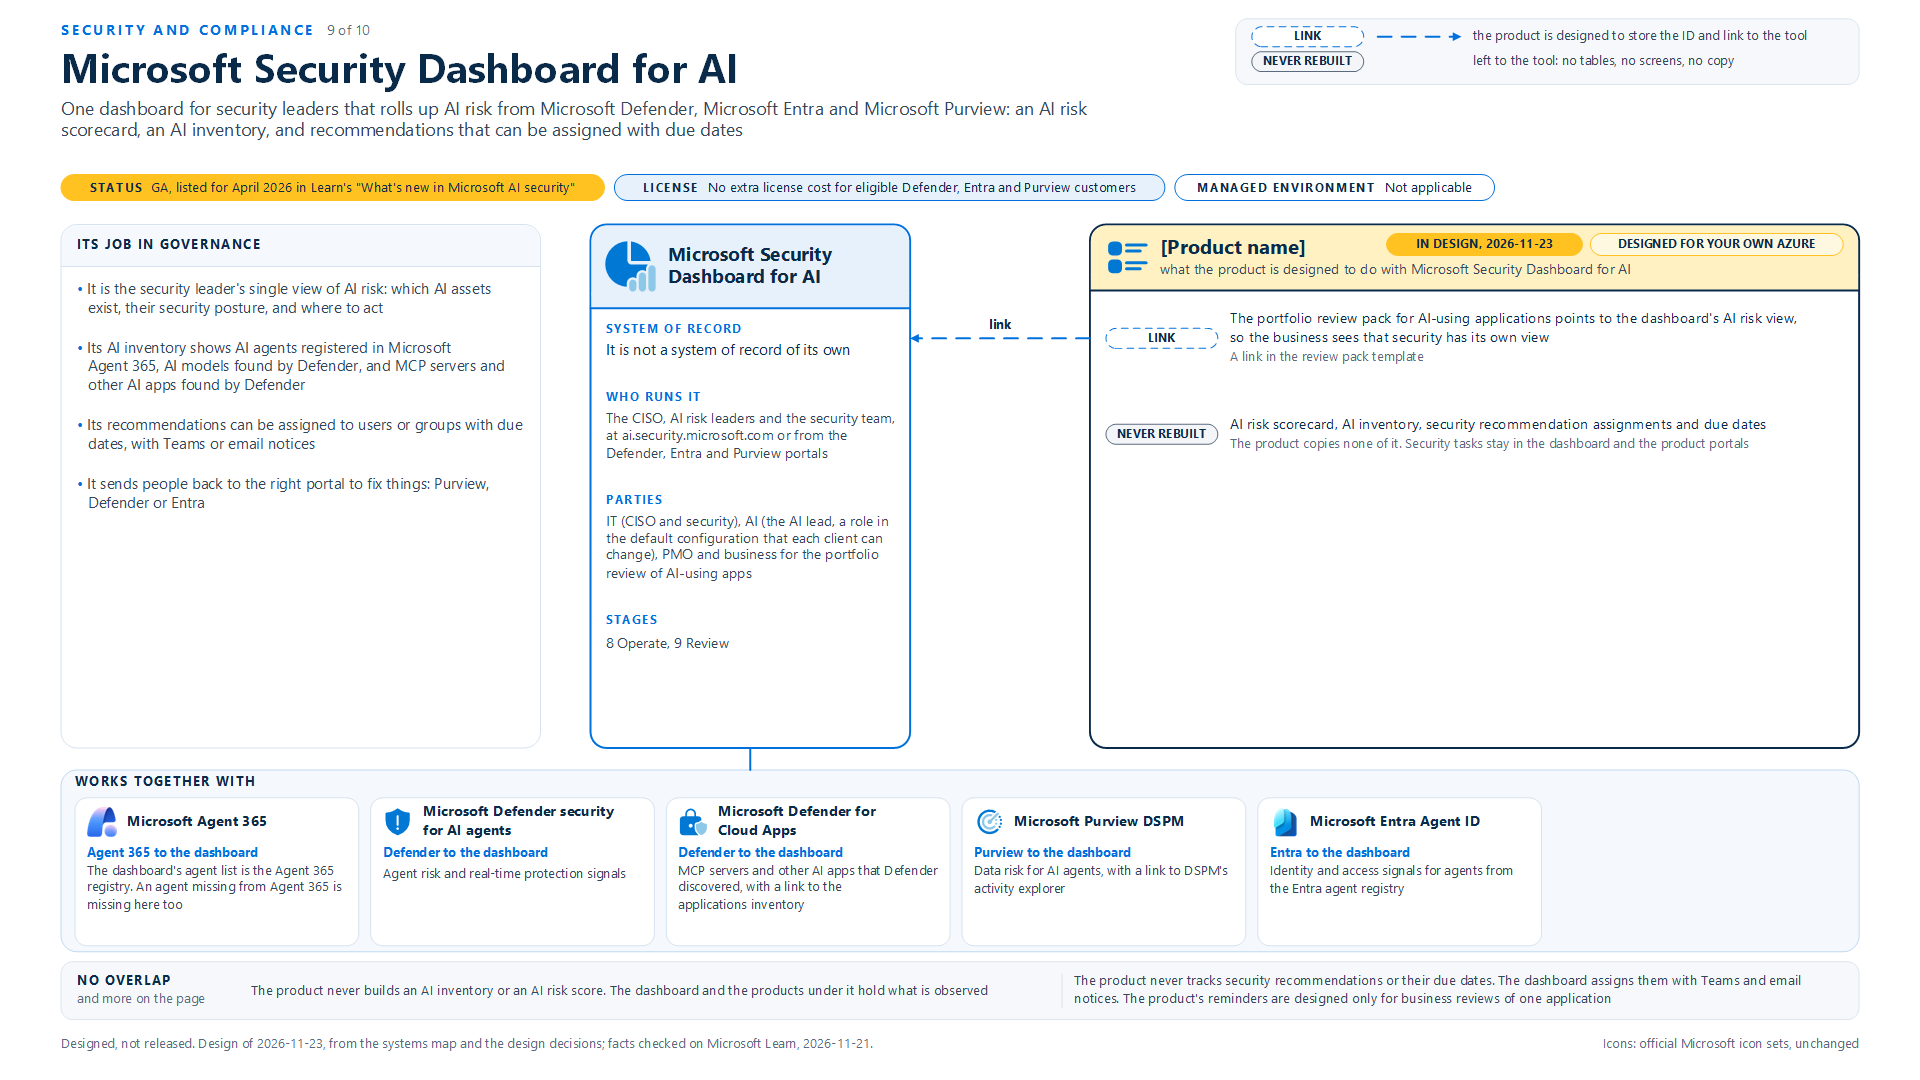 SECURITY AND COMPLIANCE 9 of 10
Microsoft Security Dashboard for AI
One dashboard for security leaders that rolls up AI risk from Microsoft Defender, Microsoft Entra and Microsoft Purview: an AI risk
scorecard, an AI inventory, and recommendations that can be assigned with due dates
LINK the product is designed to store the ID and link to the tool
NEVER REBUILT left to the tool: no tables, no screens, no copy
STATUS GA, listed for April 2026 in Learn's "What's new in Microsoft AI security"
LICENSE No extra license cost for eligible Defender, Entra and Purview customers
MANAGED ENVIRONMENT Not applicable
ITS JOB IN GOVERNANCE
• It is the security leader's single view of AI risk: which AI assets
exist, their security posture, and where to act
• Its AI inventory shows AI agents registered in Microsoft
Agent 365, AI models found by Defender, and MCP servers and
other AI apps found by Defender
• Its recommendations can be assigned to users or groups with due
dates, with Teams or email notices
• It sends people back to the right portal to fix things: Purview,
Defender or Entra
Microsoft Security
Dashboard for AI
SYSTEM OF RECORD
It is not a system of record of its own
WHO RUNS IT
The CISO, AI risk leaders and the security team,
at ai.security.microsoft.com or from the
Defender, Entra and Purview portals
PARTIES
IT (CISO and security), AI (the AI lead, a role in
the default configuration that each client can
change), PMO and business for the portfolio
review of AI-using apps
STAGES
8 Operate, 9 Review
link
[Product name]
IN DESIGN, 2026-11-23
DESIGNED FOR YOUR OWN AZURE
what the product is designed to do with Microsoft Security Dashboard for AI
LINK
The portfolio review pack for AI-using applications points to the dashboard's AI risk view,
so the business sees that security has its own view
A link in the review pack template
NEVER REBUILT
AI risk scorecard, AI inventory, security recommendation assignments and due dates
The product copies none of it. Security tasks stay in the dashboard and the product portals
WORKS TOGETHER WITH
Microsoft Agent 365
Agent 365 to the dashboard
The dashboard's agent list is the Agent 365
registry. An agent missing from Agent 365 is
missing here too
Microsoft Defender security
for AI agents
Defender to the dashboard
Agent risk and real-time protection signals
Microsoft Defender for
Cloud Apps
Defender to the dashboard
MCP servers and other AI apps that Defender
discovered, with a link to the
applications inventory
Microsoft Purview DSPM
Purview to the dashboard
Data risk for AI agents, with a link to DSPM's
activity explorer
Microsoft Entra Agent ID
Entra to the dashboard
Identity and access signals for agents from
the Entra agent registry
NO OVERLAP
and more on the page
The product never builds an AI inventory or an AI risk score. The dashboard and the products under it hold what is observed
The product never tracks security recommendations or their due dates. The dashboard assigns them with Teams and email
notices. The product's reminders are designed only for business reviews of one application
Designed, not released. Design of 2026-11-23, from the systems map and the design decisions; facts checked on Microsoft Learn, 2026-11-21.
Icons: official Microsoft icon sets, unchanged